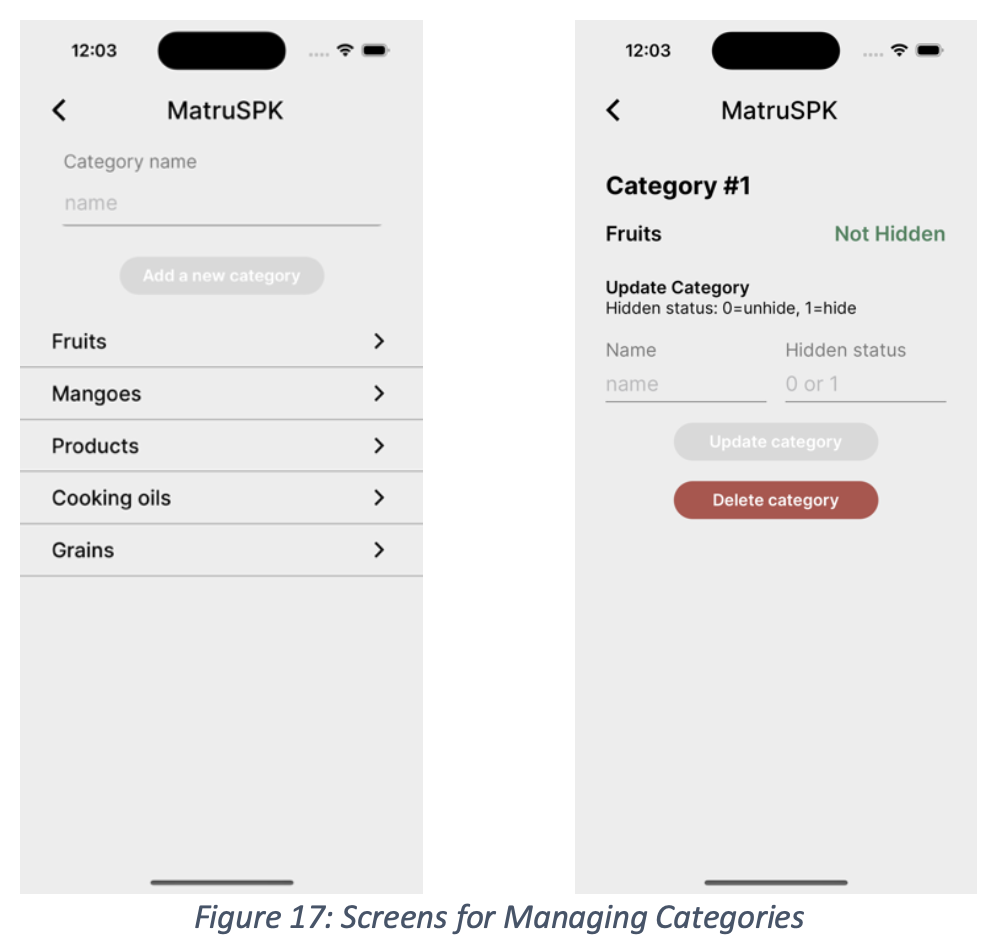 12:03
MatruSPK
Category name
name
Add a new category
Fruits
Mangoes
Products
Cooking oils
Grains
12:03
MatruSPK
Category #1
Fruits Not Hidden
Update Category
Hidden status: 0=unhide, 1=hide
Name Hidden status
name 0 or 1
Update category
Delete category
Figure 17: Screens for Managing Categories